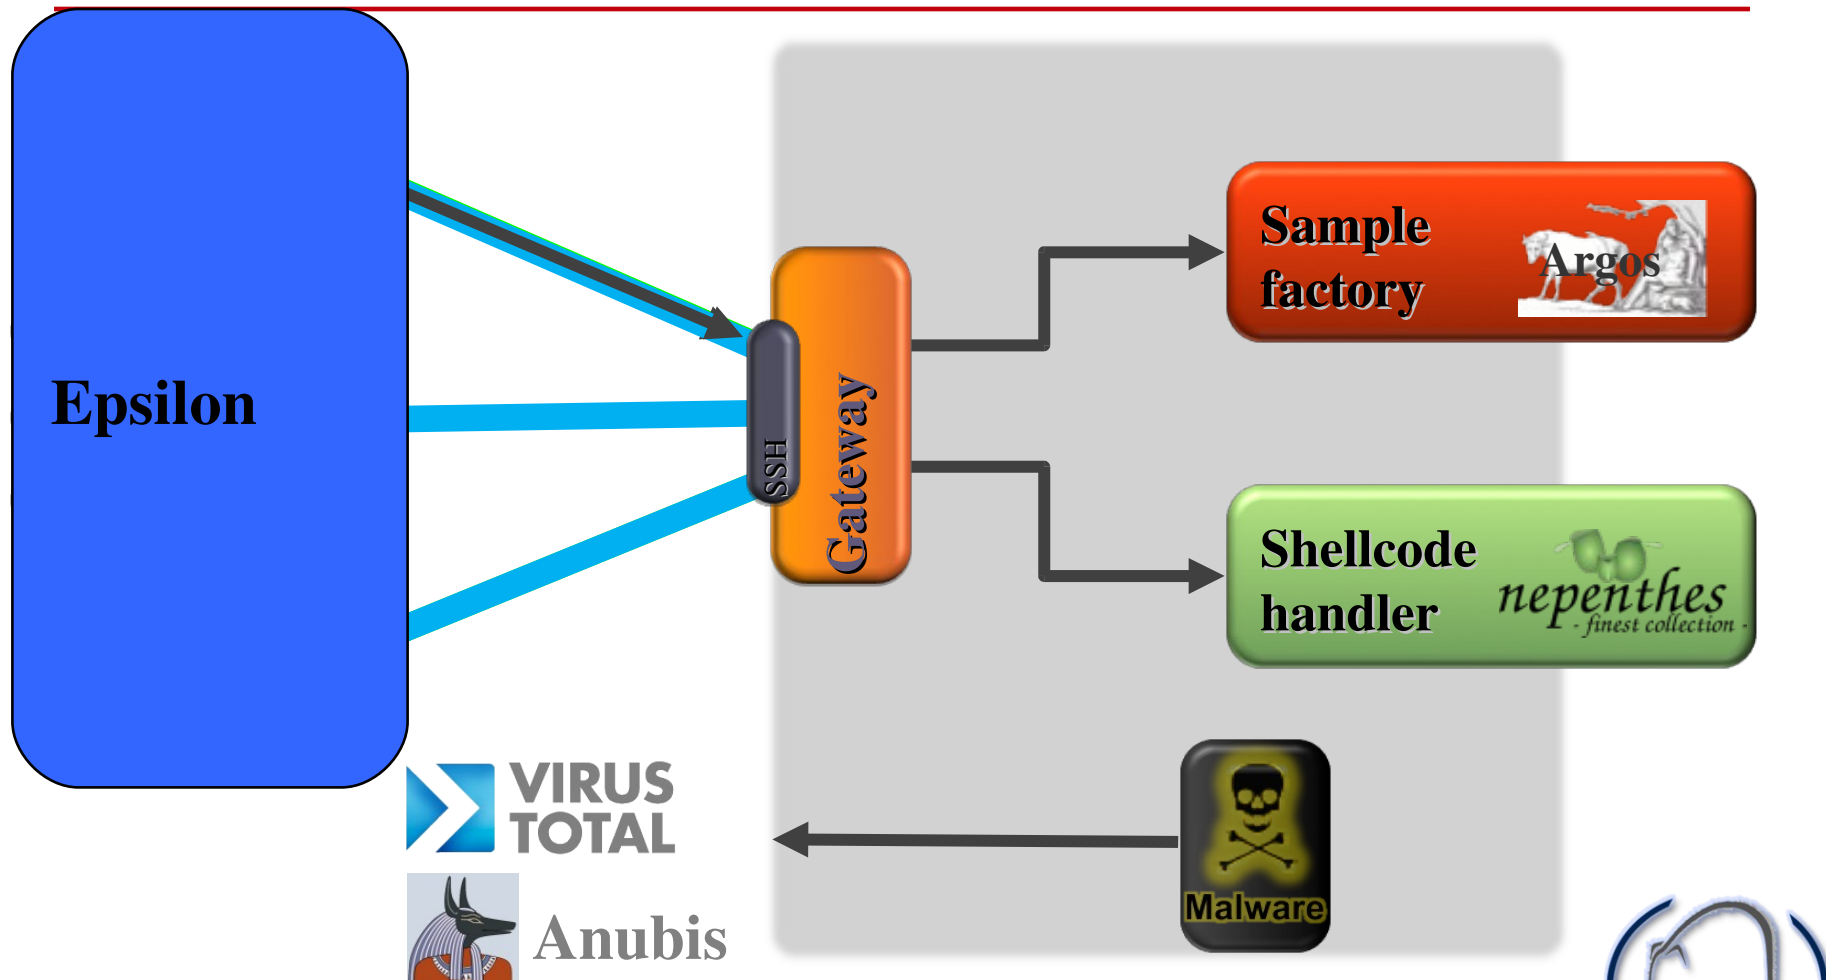 Epsilon
SSH
Gateway
Sample
factory
Argos
Shellcode
handler
nepenthes
- finest collection -
VIRUS
TOTAL
Anubis
Malware